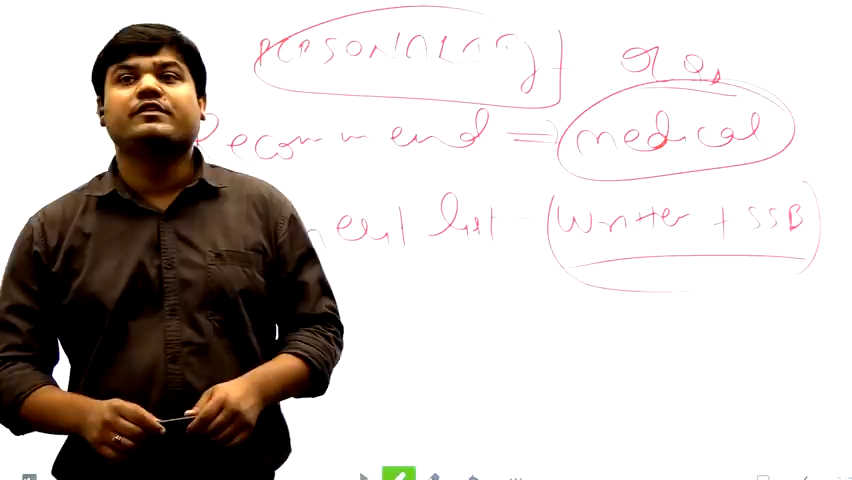 PERSONALITY
Recommend ⇒ medical
merit list - (Written + SSB)